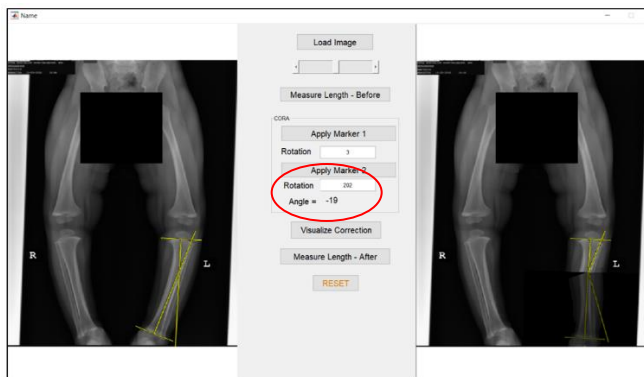 Name
Load Image
Measure Length - Before
CORA
Apply Marker 1
Rotation 3
Apply Marker 2
Rotation 202
Angle = -19
Visualize Correction
Measure Length - After
RESET
R
L
R
L